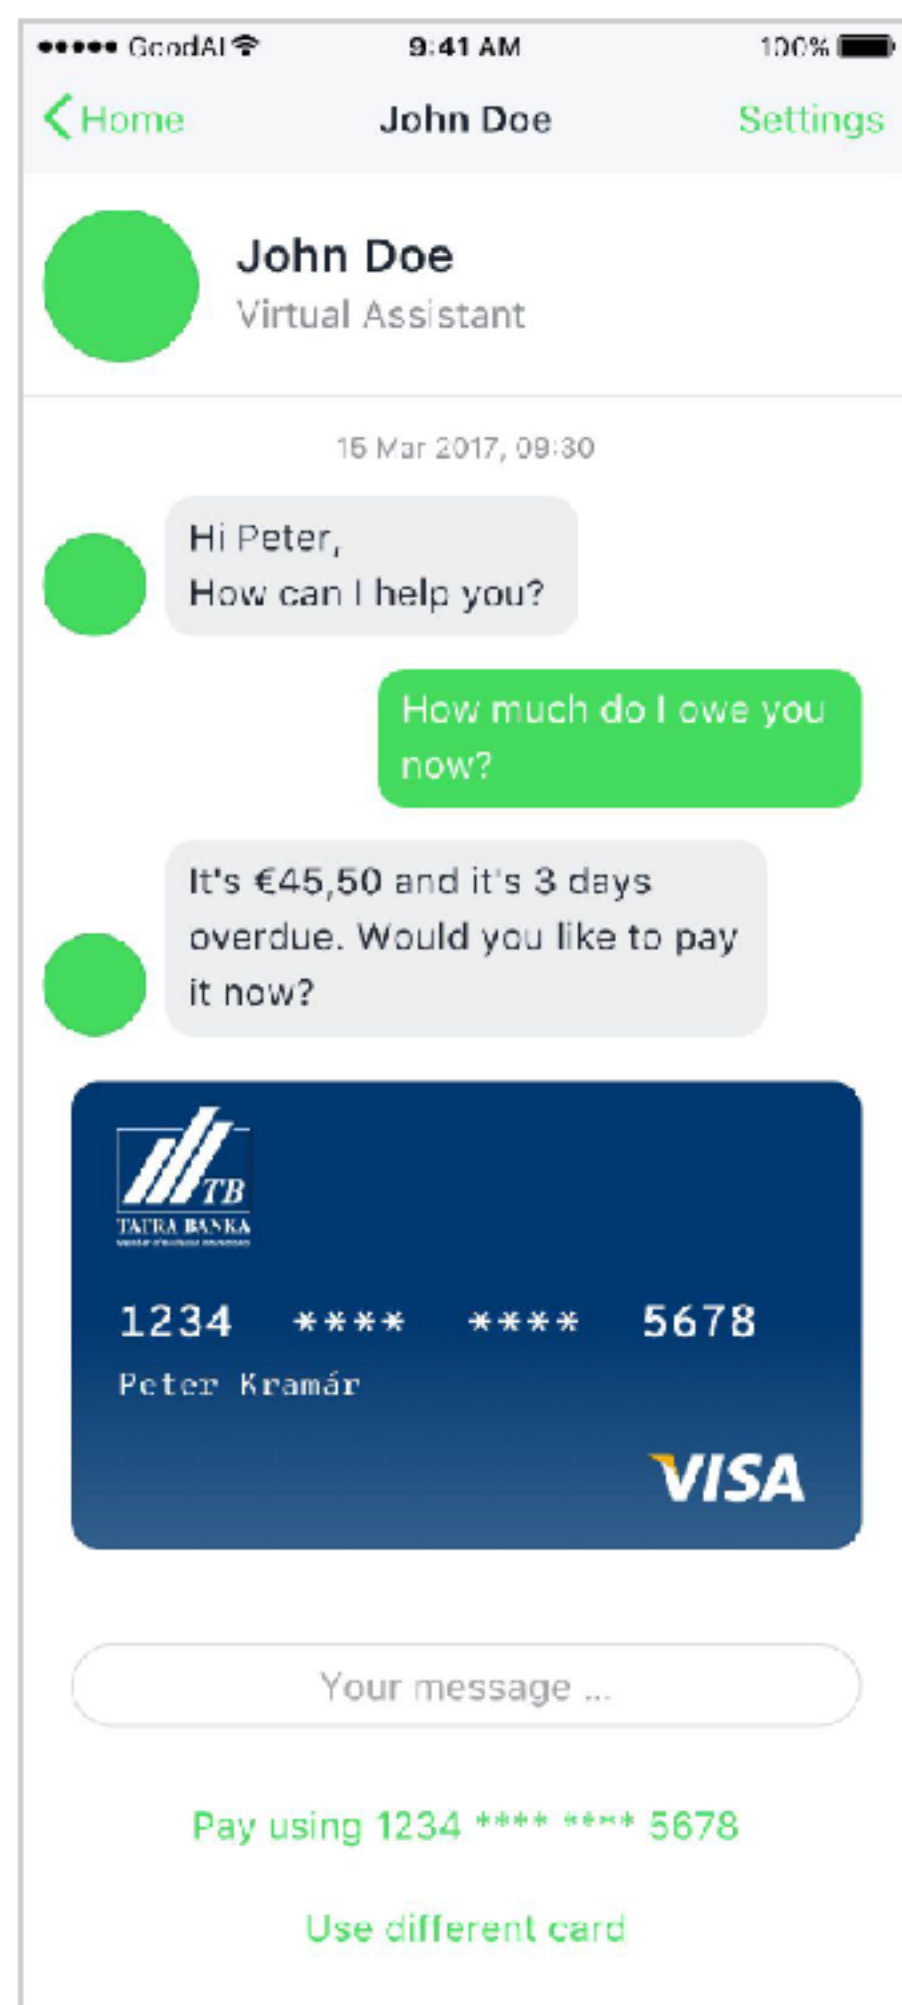 GoodAI
9:41 AM
100%
Home
John Doe
Settings
John Doe
Virtual Assistant
15 Mar 2017, 09:30
Hi Peter,
How can I help you?
How much do I owe you
now?
It's €45,50 and it's 3 days
overdue. Would you like to pay
it now?
TB
TATRA BANKA
1234 **** **** 5678
Peter Kramár
VISA
Your message ...
Pay using 1234 **** **** 5678
Use different card